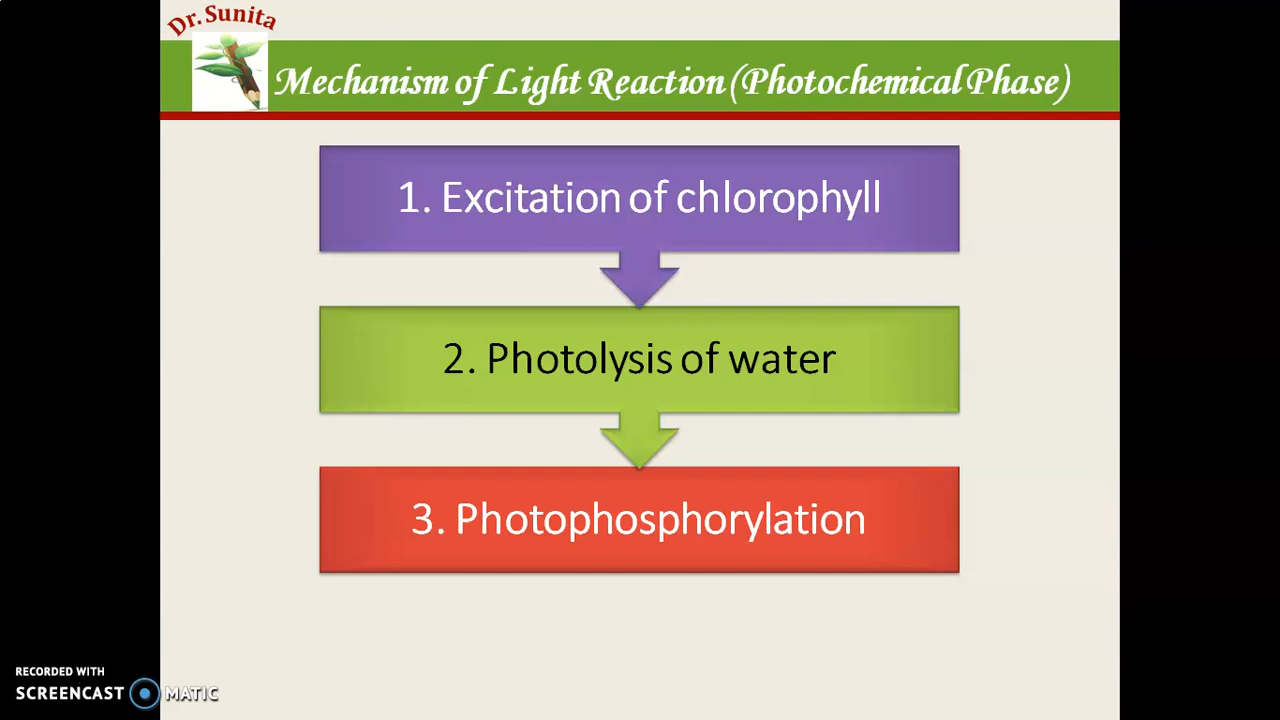 Dr. Sunita
Mechanism of Light Reaction (Photochemical Phase)
1. Excitation of chlorophyll
2. Photolysis of water
3. Photophosphorylation
RECORDED WITH
SCREENCAST MATIC